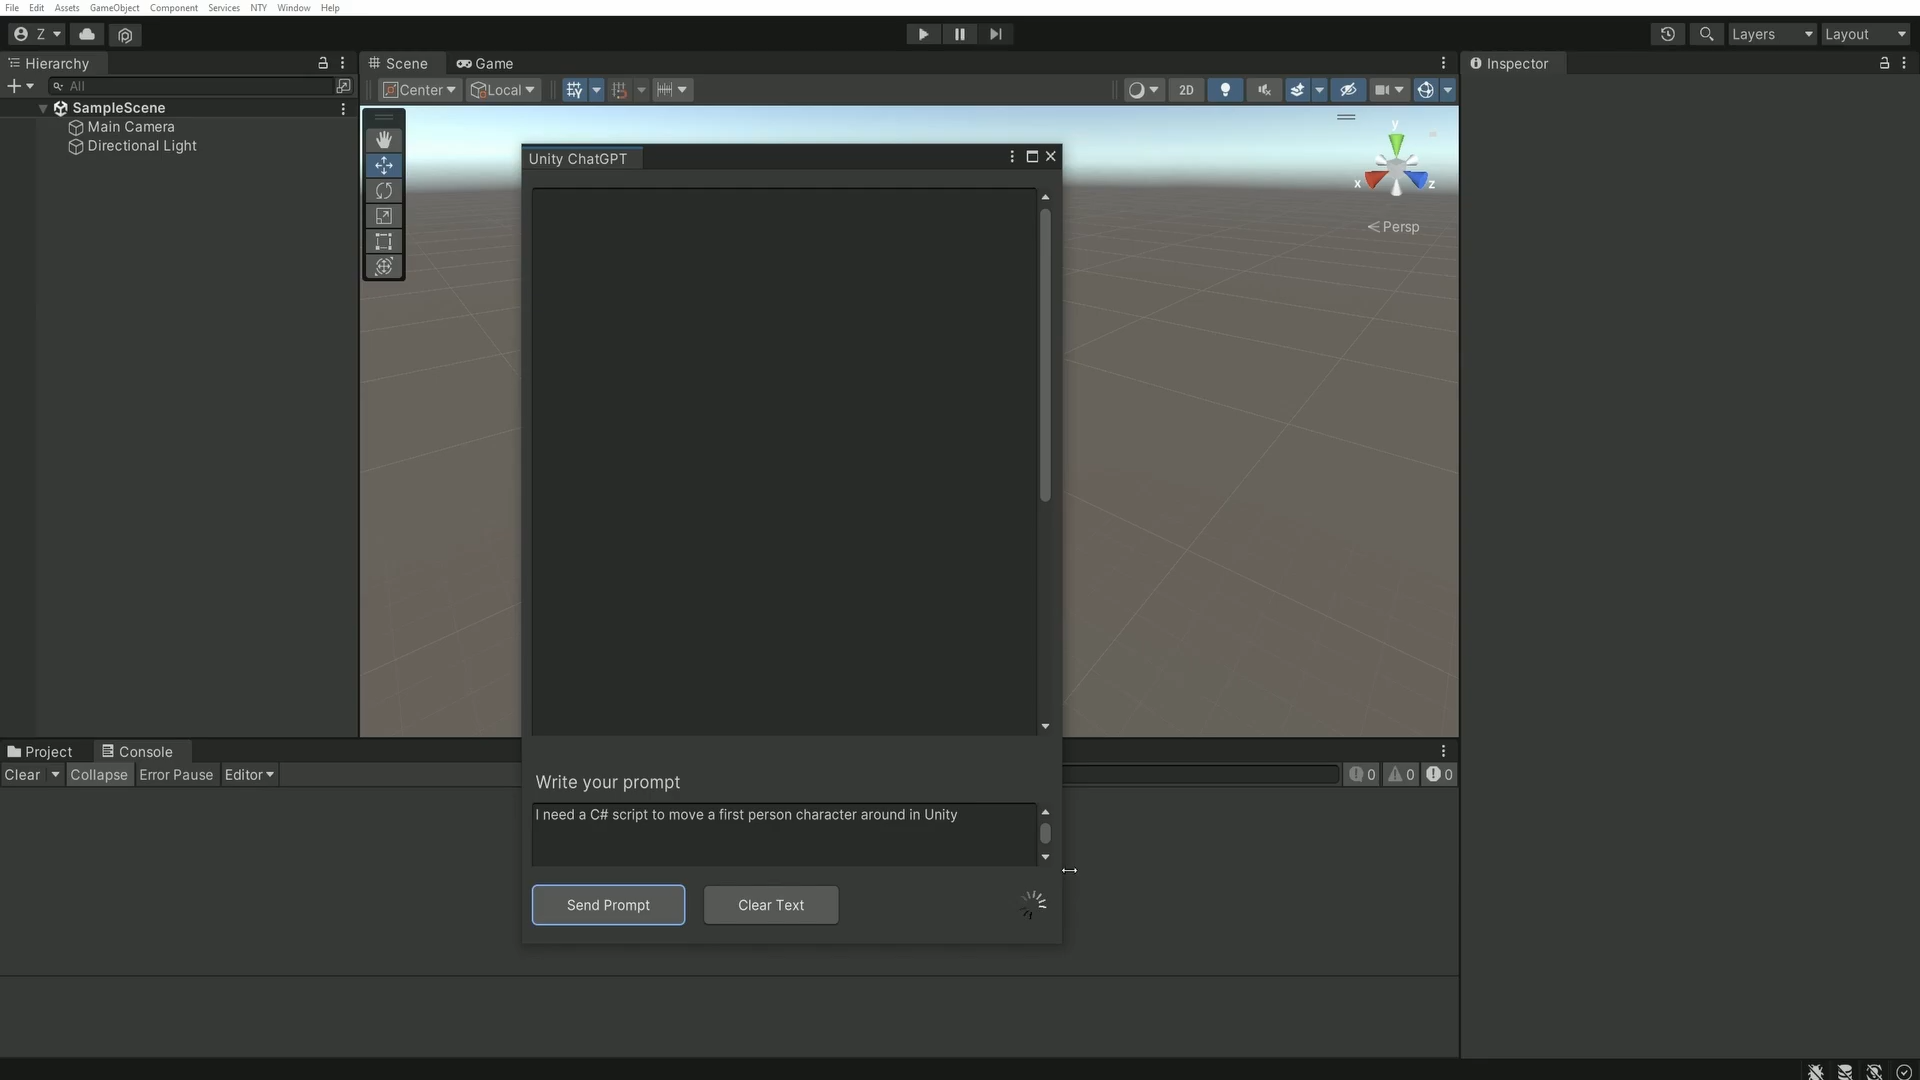 File Edit Assets GameObject Component Services NTY Window Help
Z Layers Layout
Hierarchy
All
SampleScene
Main Camera
Directional Light
Scene Game
Center Local 2D
y
x z
Persp
Inspector
Unity ChatGPT
Write your prompt
I need a C# script to move a first person character around in Unity
Send Prompt Clear Text
Project Console
Clear Collapse Error Pause Editor 0 0 0